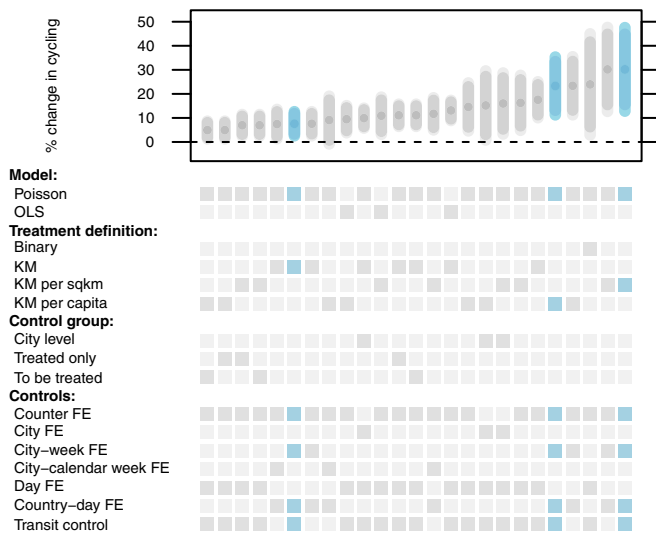 % change in cycling
50
40
30
20
10
0
Model:
Poisson
OLS
Treatment definition:
Binary
KM
KM per sqkm
KM per capita
Control group:
City level
Treated only
To be treated
Controls:
Counter FE
City FE
City−week FE
City−calendar week FE
Day FE
Country−day FE
Transit control